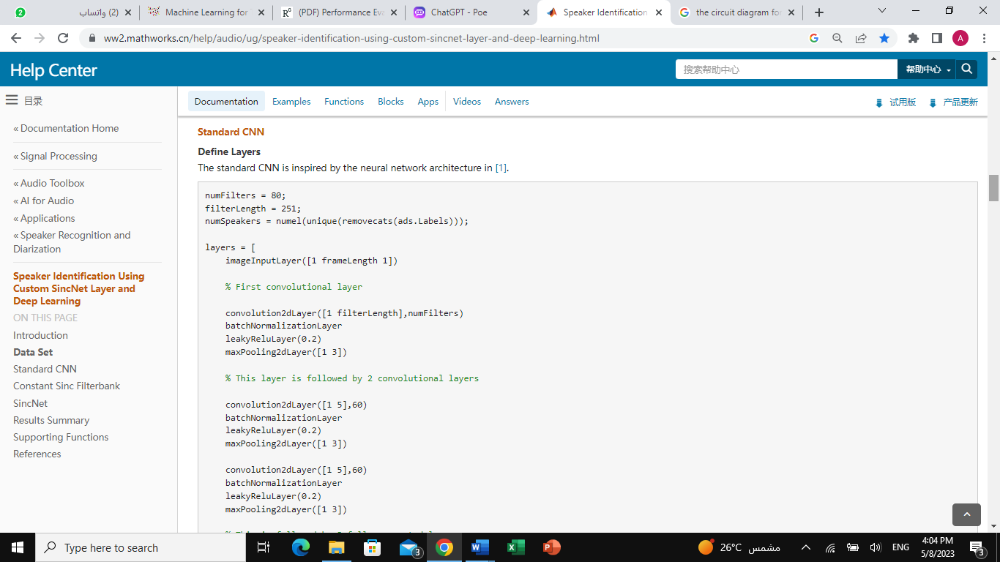 واتساب (2)
Machine Learning for
(PDF) Performance Eva
ChatGPT - Poe
Speaker Identification
the circuit diagram for
ww2.mathworks.cn/help/audio/ug/speaker-identification-using-custom-sincnet-layer-and-deep-learning.html
A
Help Center
搜索帮助中心
帮助中心
目录
Documentation
Examples
Functions
Blocks
Apps
Videos
Answers
试用版
产品更新
« Documentation Home
« Signal Processing
« Audio Toolbox
« AI for Audio
« Applications
« Speaker Recognition and
Diarization
Speaker Identification Using
Custom SincNet Layer and
Deep Learning
ON THIS PAGE
Introduction
Data Set
Standard CNN
Constant Sinc Filterbank
SincNet
Results Summary
Supporting Functions
References
Standard CNN
Define Layers
The standard CNN is inspired by the neural network architecture in [1].
numFilters = 80;
filterLength = 251;
numSpeakers = numel(unique(removecats(ads.Labels)));
layers = [
imageInputLayer([1 frameLength 1])
% First convolutional layer
convolution2dLayer([1 filterLength],numFilters)
batchNormalizationLayer
leakyReluLayer(0.2)
maxPooling2dLayer([1 3])
% This layer is followed by 2 convolutional layers
convolution2dLayer([1 5],60)
batchNormalizationLayer
leakyReluLayer(0.2)
maxPooling2dLayer([1 3])
convolution2dLayer([1 5],60)
batchNormalizationLayer
leakyReluLayer(0.2)
maxPooling2dLayer([1 3])
Type here to search
3
26°C مشمس
ENG
4:04 PM
5/8/2023
3